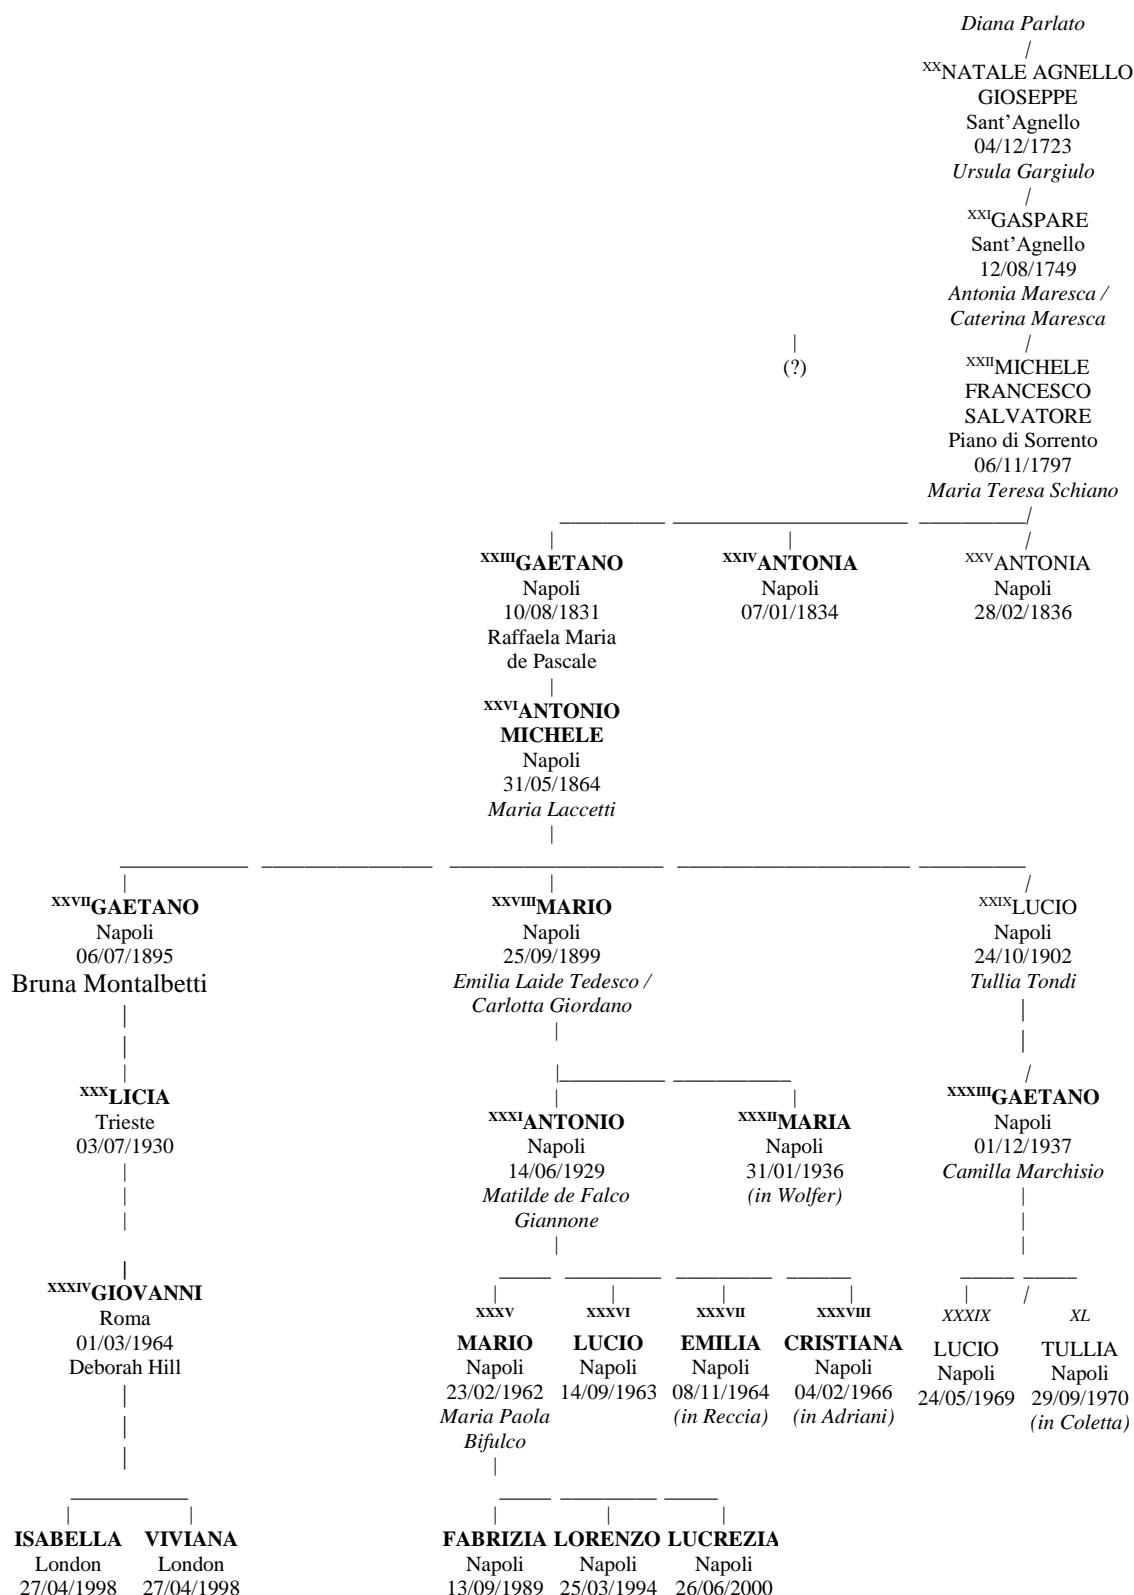 Diana Parlato
/
XXNATALE AGNELLO
GIOSEPPE
Sant'Agnello
04/12/1723
Ursula Gargiulo
/
XXIGASPARE
Sant'Agnello
12/08/1749
Antonia Maresca /
Caterina Maresca
| /
(?) XXIIMICHELE
FRANCESCO
SALVATORE
Piano di Sorrento
06/11/1797
Maria Teresa Schiano
/
| | /
XXIIIGAETANO XXIVANTONIA XXVANTONIA
Napoli Napoli Napoli
10/08/1831 07/01/1834 28/02/1836
Raffaela Maria
de Pascale
|
XXVIANTONIO
MICHELE
Napoli
31/05/1864
Maria Laccetti
|
| | /
XXVIIGAETANO XXVIIIMARIO XXIXLUCIO
Napoli Napoli Napoli
06/07/1895 25/09/1899 24/10/1902
Bruna Montalbetti Emilia Laide Tedesco / Tullia Tondi
Carlotta Giordano
XXXLICIA XXXIANTONIO XXXIIMARIA XXXIIIGAETANO
Trieste Napoli Napoli Napoli
03/07/1930 14/06/1929 31/01/1936 01/12/1937
Matilde de Falco (in Wolfer) Camilla Marchisio
Giannone
XXXIVGIOVANNI XXXV XXXVI XXXVII XXXVIII XXXIX XL
Roma MARIO LUCIO EMILIA CRISTIANA LUCIO TULLIA
01/03/1964 Napoli Napoli Napoli Napoli Napoli Napoli
Deborah Hill 23/02/1962 14/09/1963 08/11/1964 04/02/1966 24/05/1969 29/09/1970
Maria Paola (in Reccia) (in Adriani) (in Coletta)
Bifulco
ISABELLA VIVIANA FABRIZIA LORENZO LUCREZIA
London London Napoli Napoli Napoli
27/04/1998 27/04/1998 13/09/1989 25/03/1994 26/06/2000